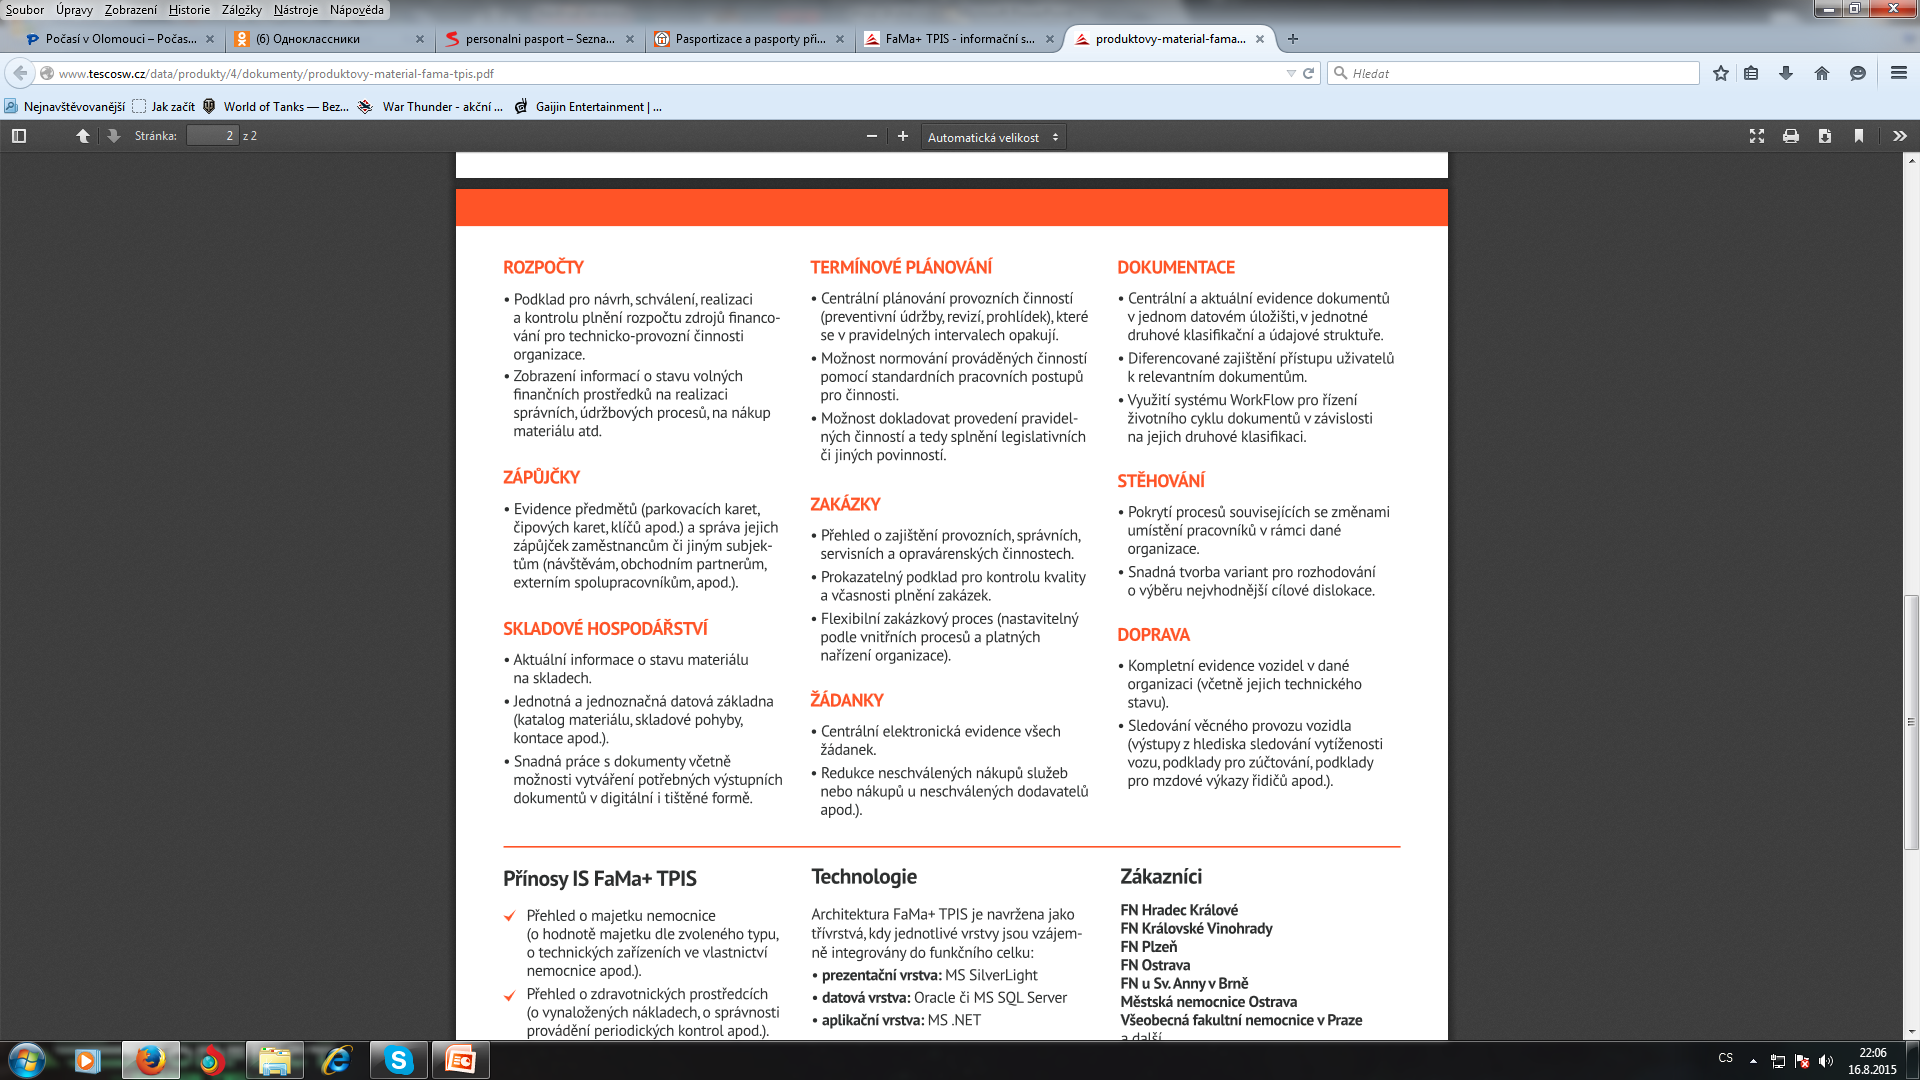 Soubor Úpravy Zobrazení Historie Záložky Nástroje Nápověda
Počasí v Olomouci – Počas...
(6) Одноклассники
personalni pasport – Sezna...
Pasportizace a pasporty při...
FaMa+ TPIS - informační s...
produktovy-material-fama...
www.tescosw.cz/data/produkty/4/dokumenty/produktovy-material-fama-tpis.pdf
Hledat
Nejnavštěvovanější
Jak začít
World of Tanks — Bez...
War Thunder - akční ...
Gaijin Entertainment | ...
Stránka: 2 z 2
Automatická velikost
ROZPOČTY
• Podklad pro návrh, schválení, realizaci
a kontrolu plnění rozpočtu zdrojů financo-
vání pro technicko-provozní činnosti
organizace.
• Zobrazení informací o stavu volných
finančních prostředků na realizaci
správních, údržbových procesů, na nákup
materiálu atd.
ZÁPŮJČKY
• Evidence předmětů (parkovacích karet,
čipových karet, klíčů apod.) a správa jejich
zápůjček zaměstnancům či jiným subjek-
tům (návštěvám, obchodním partnerům,
externím spolupracovníkům, apod.).
SKLADOVÉ HOSPODÁŘSTVÍ
• Aktuální informace o stavu materiálu
na skladech.
• Jednotná a jednoznačná datová základna
(katalog materiálu, skladové pohyby,
kontace apod.).
• Snadná práce s dokumenty včetně
možnosti vytváření potřebných výstupních
dokumentů v digitální i tištěné formě.
TERMÍNOVÉ PLÁNOVÁNÍ
• Centrální plánování provozních činností
(preventivní údržby, revizí, prohlídek), které
se v pravidelných intervalech opakují.
• Možnost normování prováděných činností
pomocí standardních pracovních postupů
pro činnosti.
• Možnost dokladovat provedení pravidel-
ných činností a tedy splnění legislativních
či jiných povinností.
ZAKÁZKY
• Přehled o zajištění provozních, správních,
servisních a opravárenských činnostech.
• Prokazatelný podklad pro kontrolu kvality
a včasnosti plnění zakázek.
• Flexibilní zakázkový proces (nastavitelný
podle vnitřních procesů a platných
nařízení organizace).
ŽÁDANKY
• Centrální elektronická evidence všech
žádanek.
• Redukce neschválených nákupů služeb
nebo nákupů u neschválených dodavatelů
apod.).
DOKUMENTACE
• Centrální a aktuální evidence dokumentů
v jednom datovém úložišti, v jednotné
druhové klasifikační a údajové struktuře.
• Diferencované zajištění přístupu uživatelů
k relevantním dokumentům.
• Využití systému WorkFlow pro řízení
životního cyklu dokumentů v závislosti
na jejich druhové klasifikaci.
STĚHOVÁNÍ
• Pokrytí procesů souvisejících se změnami
umístění pracovníků v rámci dané
organizace.
• Snadná tvorba variant pro rozhodování
o výběru nejvhodnější cílové dislokace.
DOPRAVA
• Kompletní evidence vozidel v dané
organizaci (včetně jejich technického
stavu).
• Sledování věcného provozu vozidla
(výstupy z hlediska sledování vytíženosti
vozu, podklady pro zúčtování, podklady
pro mzdové výkazy řidičů apod.).
Přínosy IS FaMa+ TPIS
Přehled o majetku nemocnice
(o hodnotě majetku dle zvoleného typu,
o technických zařízeních ve vlastnictví
nemocnice apod.).
Přehled o zdravotnických prostředcích
(o vynaložených nákladech, o správnosti
provádění periodických kontrol apod.).
Technologie
Architektura FaMa+ TPIS je navržena jako
třívrstvá, kdy jednotlivé vrstvy jsou vzájem-
ně integrovány do funkčního celku:
• prezentační vrstva: MS SilverLight
• datová vrstva: Oracle či MS SQL Server
• aplikační vrstva: MS .NET
Zákazníci
FN Hradec Králové
FN Královské Vinohrady
FN Plzeň
FN Ostrava
FN u Sv. Anny v Brně
Městská nemocnice Ostrava
Všeobecná fakultní nemocnice v Praze
a další
CS
22:06
16.8.2015